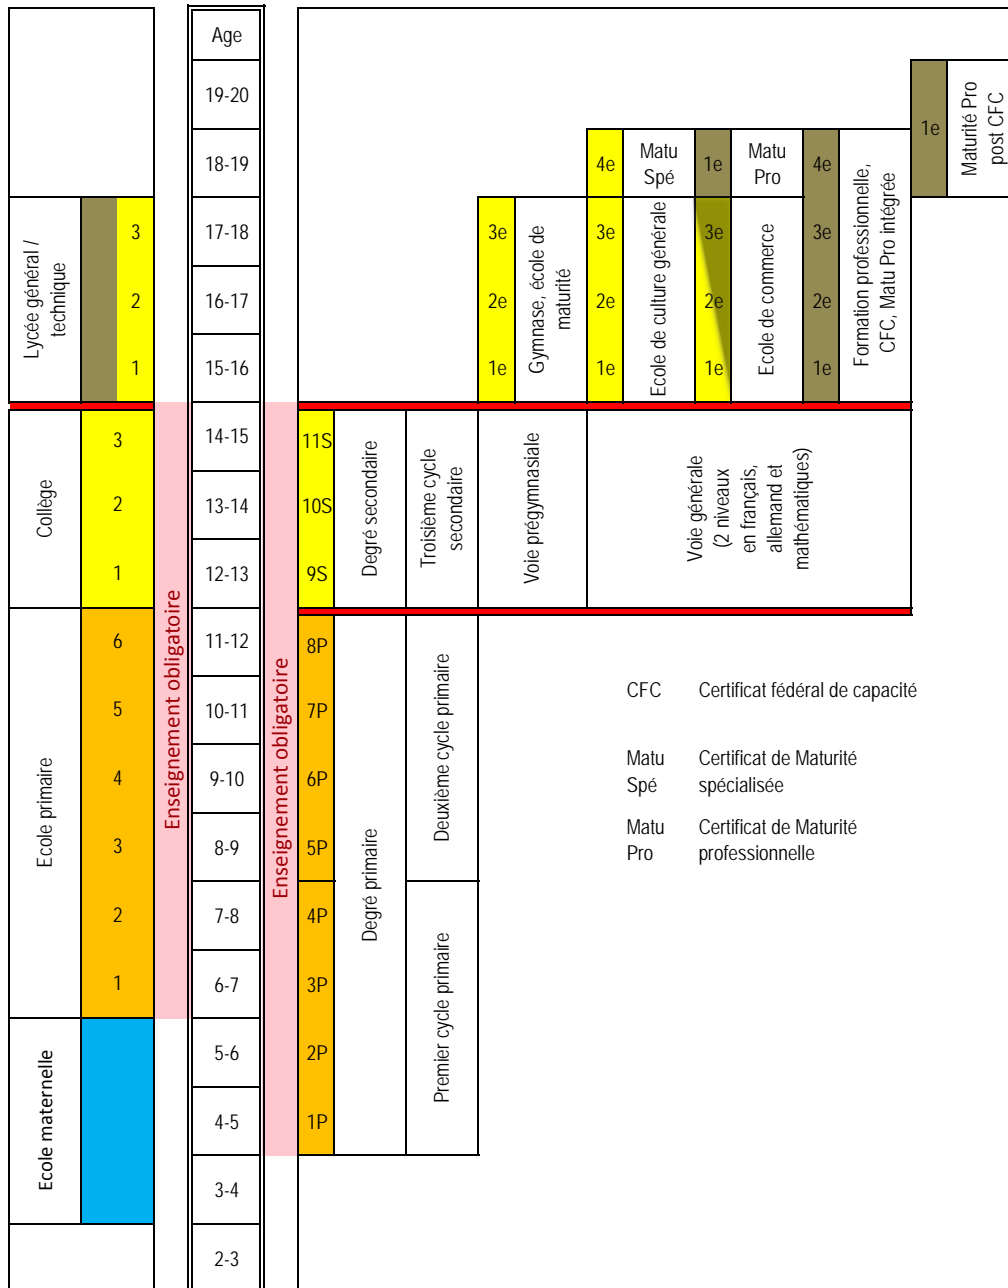 Age
19-20
18-19
17-18
16-17
15-16
14-15
13-14
12-13
11-12
10-11
9-10
8-9
7-8
6-7
5-6
4-5
3-4
2-3
Lycée général /
technique
3
2
1
Collège
3
2
1
Ecole primaire
6
5
4
3
2
1
Ecole maternelle
Enseignement obligatoire
Enseignement obligatoire
1e
Maturité Pro
post CFC
4e
Matu
Spé
1e
Matu
Pro
4e
3e
2e
1e
Gymnase, école de
maturité
3e
2e
1e
Ecole de culture générale
3e
2e
1e
Ecole de commerce
3e
2e
1e
Formation professionnelle,
CFC, Matu Pro intégrée
11S
10S
9S
Degré secondaire
Troisième cycle
secondaire
Voie prégymnasiale
Voie générale
(2 niveaux
en français,
allemand et
mathématiques)
8P
7P
6P
5P
4P
3P
2P
1P
Degré primaire
Deuxième cycle primaire
Premier cycle primaire
CFC Certificat fédéral de capacité
Matu Certificat de Maturité
Spé spécialisée
Matu Certificat de Maturité
Pro professionnelle